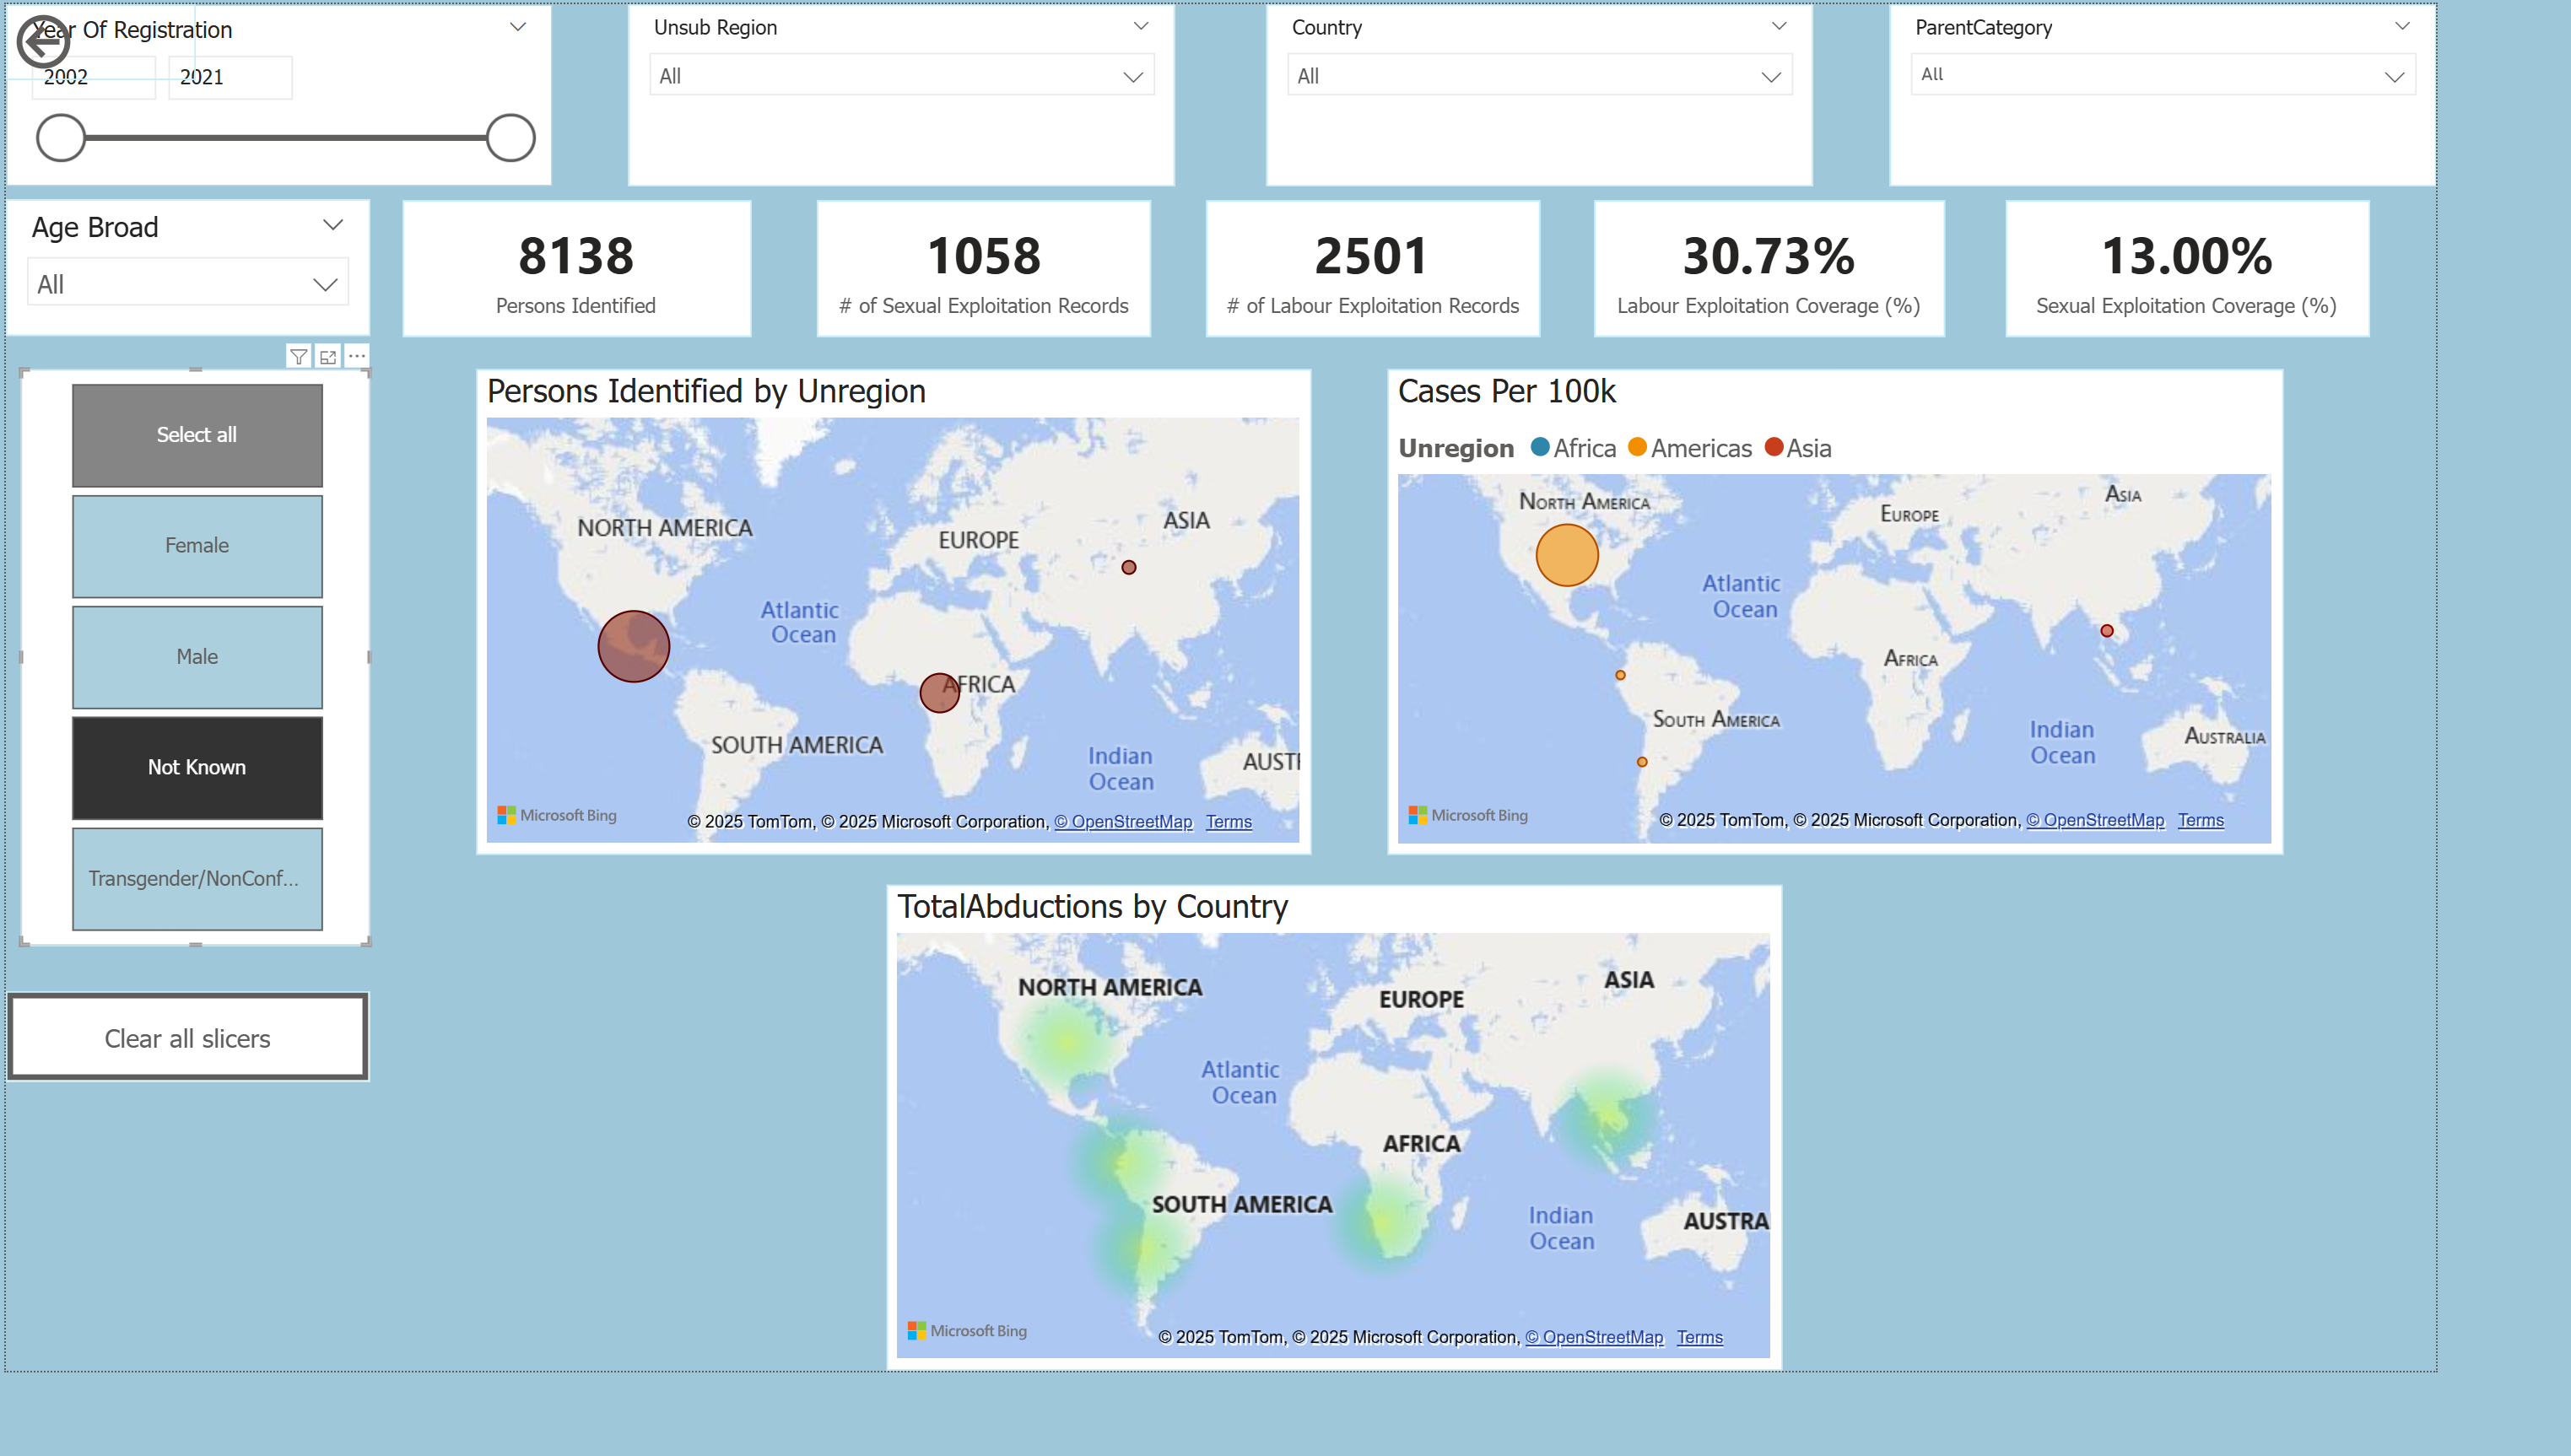 Year Of Registration
2002 2021
Unsub Region
All
Country
All
ParentCategory
All
Age Broad
All
8138
Persons Identified
1058
# of Sexual Exploitation Records
2501
# of Labour Exploitation Records
30.73%
Labour Exploitation Coverage (%)
13.00%
Sexual Exploitation Coverage (%)
Select all
Female
Male
Not Known
Transgender/NonConf...
Clear all slicers
Persons Identified by Unregion
NORTH AMERICA
EUROPE
ASIA
Atlantic
Ocean
AFRICA
SOUTH AMERICA
Indian
Ocean
AUSTR
Microsoft Bing
© 2025 TomTom, © 2025 Microsoft Corporation, © OpenStreetMap Terms
Cases Per 100k
Unregion Africa Americas Asia
North America
Europe
Asia
Atlantic
Ocean
Africa
South America
Indian
Ocean
Australia
Microsoft Bing
© 2025 TomTom, © 2025 Microsoft Corporation, © OpenStreetMap Terms
TotalAbductions by Country
NORTH AMERICA
EUROPE
ASIA
Atlantic
Ocean
AFRICA
SOUTH AMERICA
Indian
Ocean
AUSTRA
Microsoft Bing
© 2025 TomTom, © 2025 Microsoft Corporation, © OpenStreetMap Terms